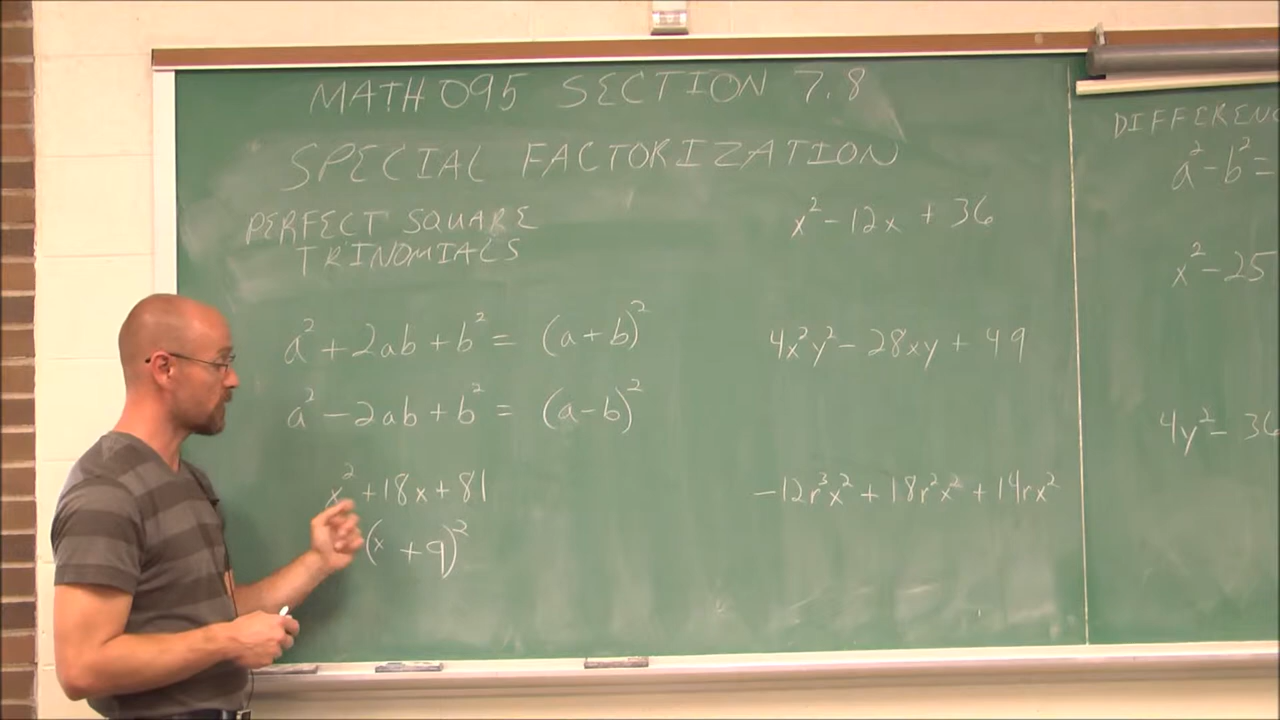 MATH 095 SECTION 7.8
SPECIAL FACTORIZATION
PERFECT SQUARE
TRINOMIALS
a² + 2ab + b² = (a + b)²
a² - 2ab + b² = (a - b)²
x² + 18x + 81
(x + 9)²
x² - 12x + 36
4x²y² - 28xy + 49
-12r³x² + 18r²x² + 14rx²
DIFFERENC
a² - b² =
x² - 25
4y² - 36